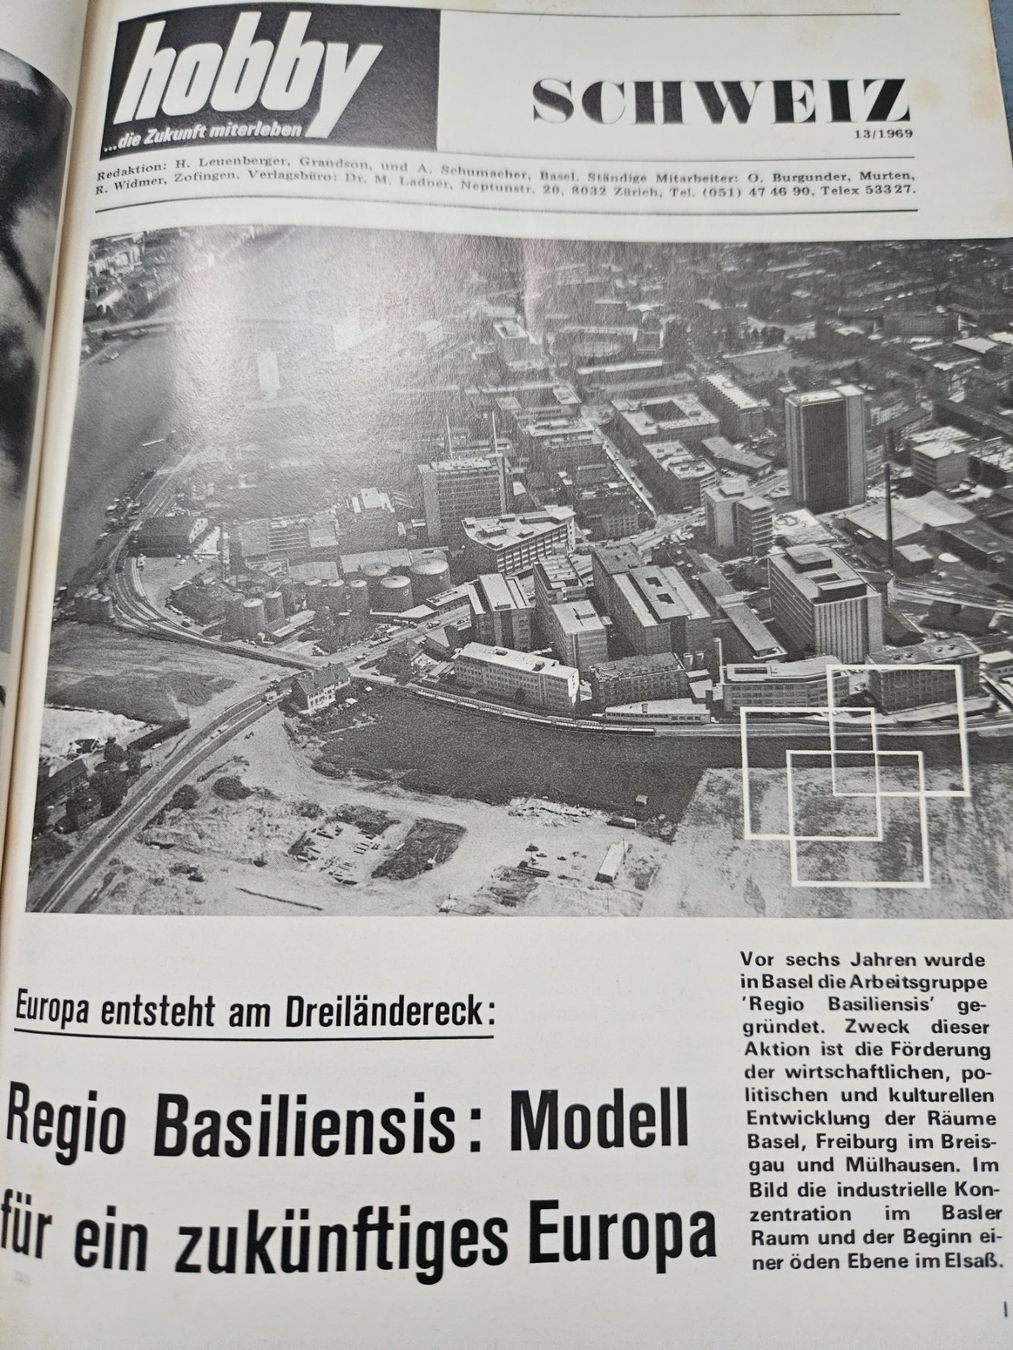 hobby
...die Zukunft miterleben
SCHWEIZ
13/1969
Redaktion: H. Leuenberger, Grandson, und A. Schumacher, Basel. Ständige Mitarbeiter: O. Burgunder, Murten,
R. Widmer, Zofingen. Verlagsbüro: Dr. M. Ladner, Neptunstr. 20, 8032 Zürich, Tel. (051) 47 46 90, Telex 533 27.
Europa entsteht am Dreiländereck:
Regio Basiliensis: Modell
für ein zukünftiges Europa
Vor sechs Jahren wurde
in Basel die Arbeitsgruppe
'Regio Basiliensis' ge-
gründet. Zweck dieser
Aktion ist die Förderung
der wirtschaftlichen, po-
litischen und kulturellen
Entwicklung der Räume
Basel, Freiburg im Breis-
gau und Mülhausen. Im
Bild die industrielle Kon-
zentration im Basler
Raum und der Beginn ei-
ner öden Ebene im Elsaß.
I